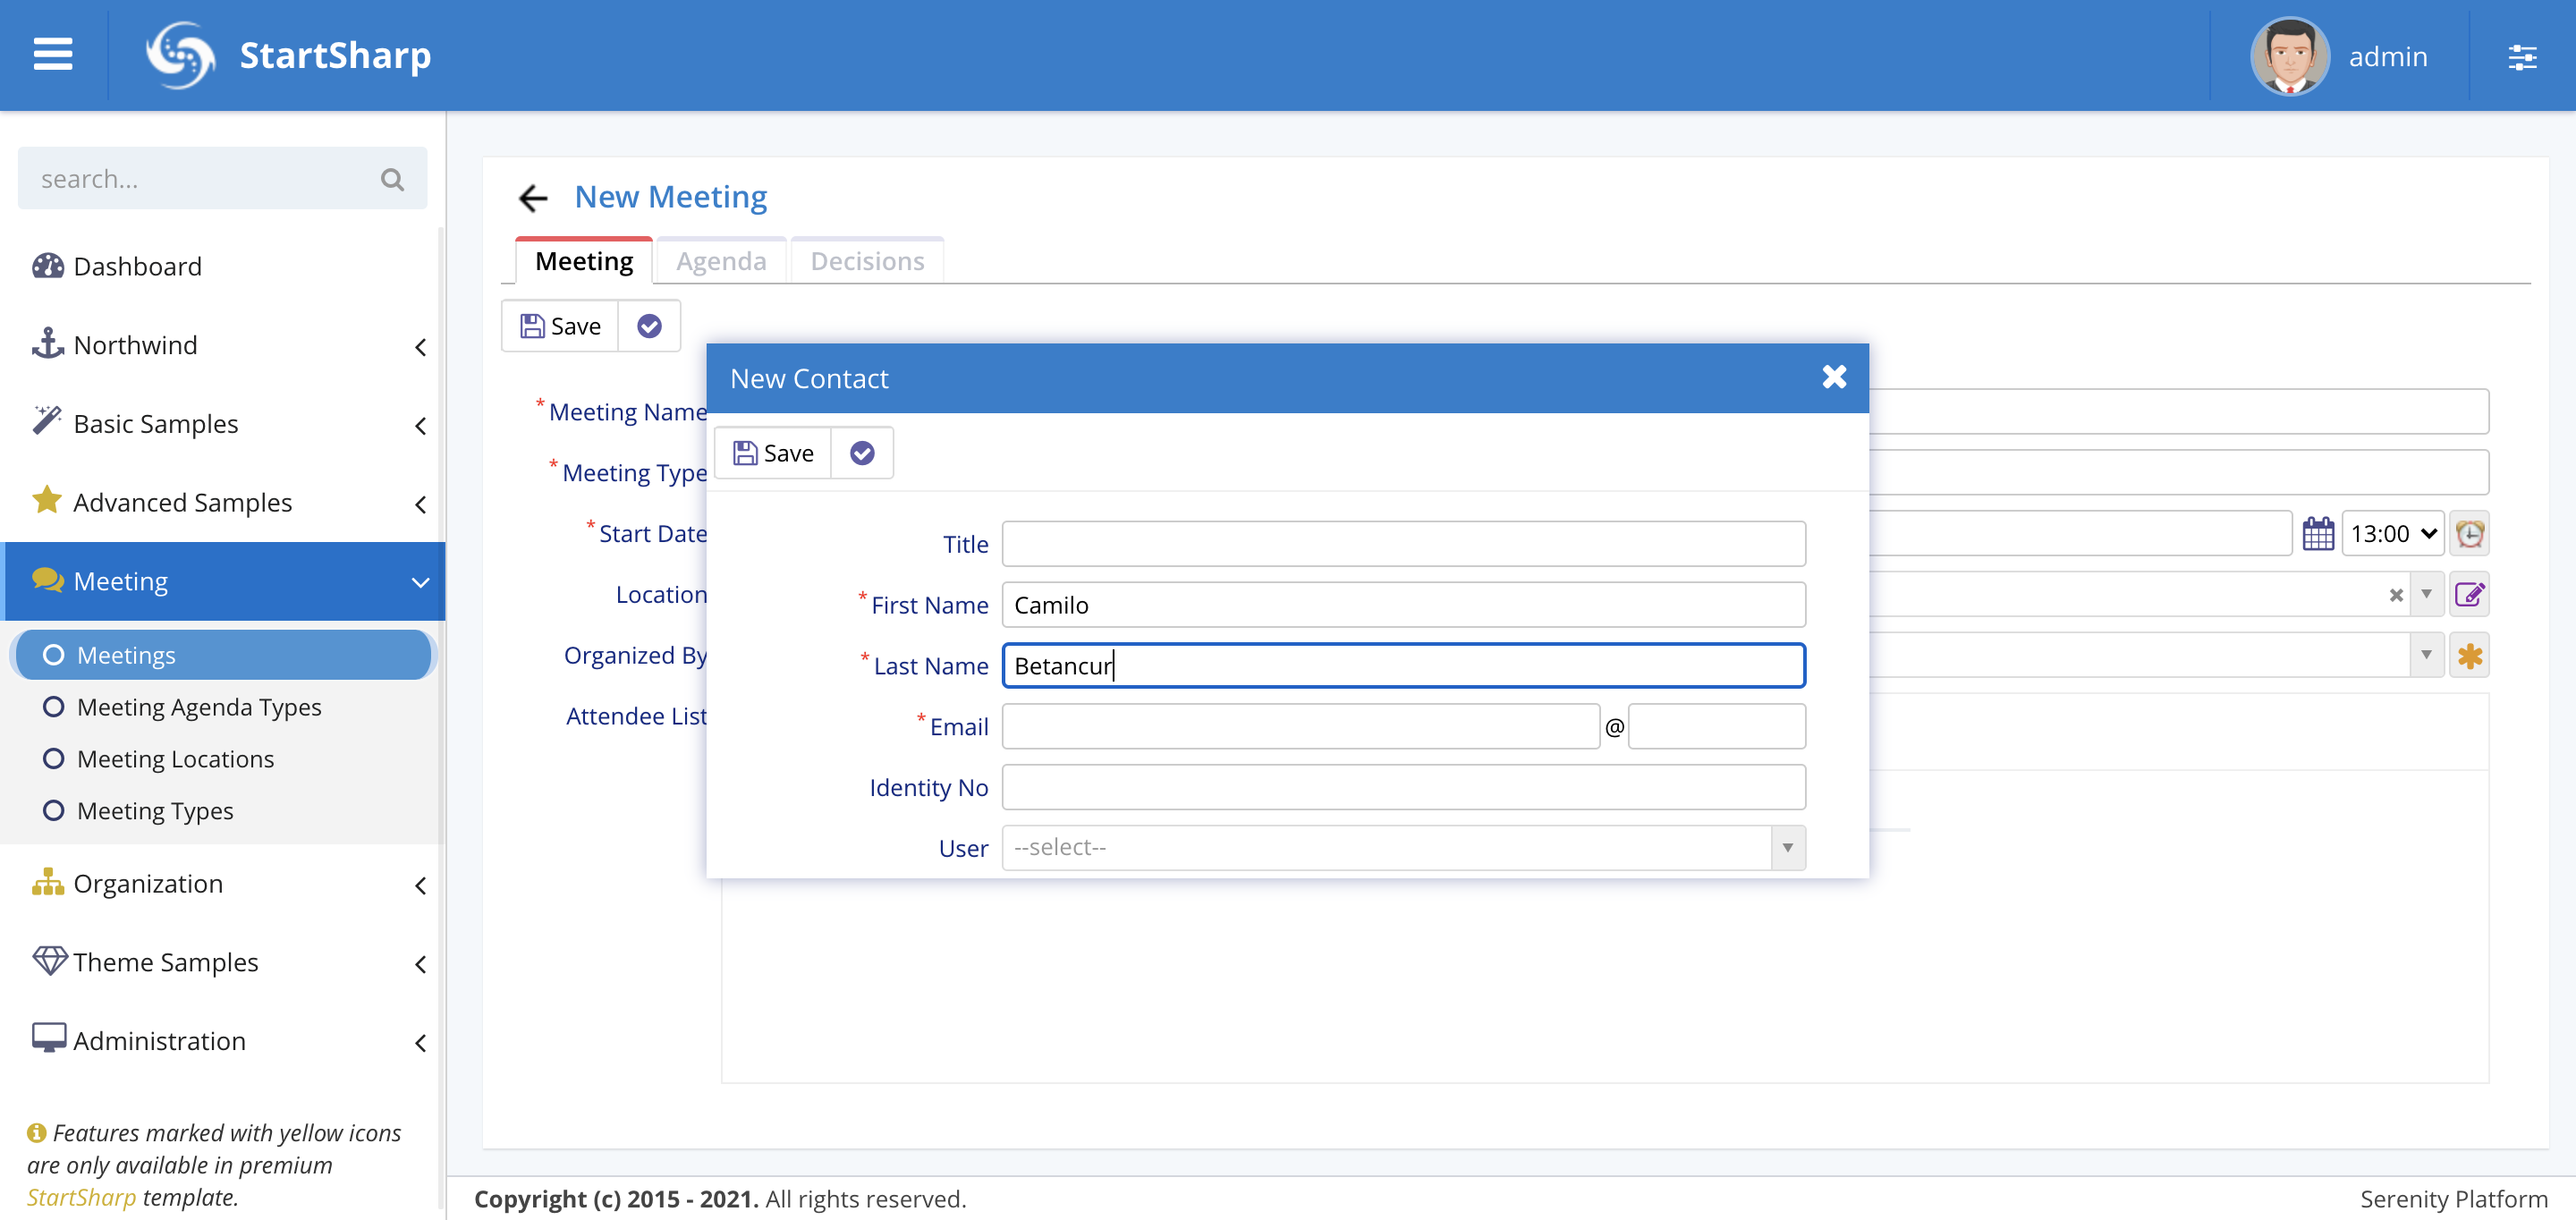 StartSharp
admin
search...
Dashboard
Northwind
Basic Samples
Advanced Samples
Meeting
Meetings
Meeting Agenda Types
Meeting Locations
Meeting Types
Organization
Theme Samples
Administration
Features marked with yellow icons
are only available in premium
StartSharp template.
New Meeting
Meeting Agenda Decisions
Save
* Meeting Name
* Meeting Type
* Start Date
13:00
Location
Organized By
Attendee List
New Contact
Save
Title
* First Name Camilo
* Last Name Betancur
* Email @
Identity No
User --select--
Copyright (c) 2015 - 2021. All rights reserved.
Serenity Platform